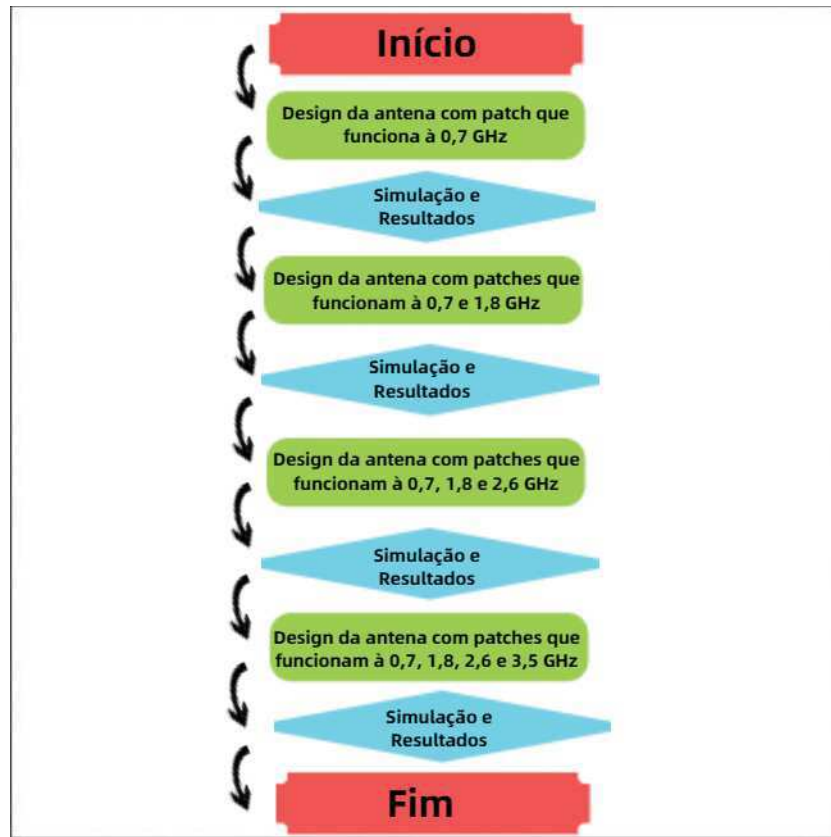 Início
Design da antena com patch que
funciona à 0,7 GHz
Simulação e
Resultados
Design da antena com patches que
funcionam à 0,7 e 1,8 GHz
Simulação e
Resultados
Design da antena com patches que
funcionam à 0,7, 1,8 e 2,6 GHz
Simulação e
Resultados
Design da antena com patches que
funcionam à 0,7, 1,8, 2,6 e 3,5 GHz
Simulação e
Resultados
Fim